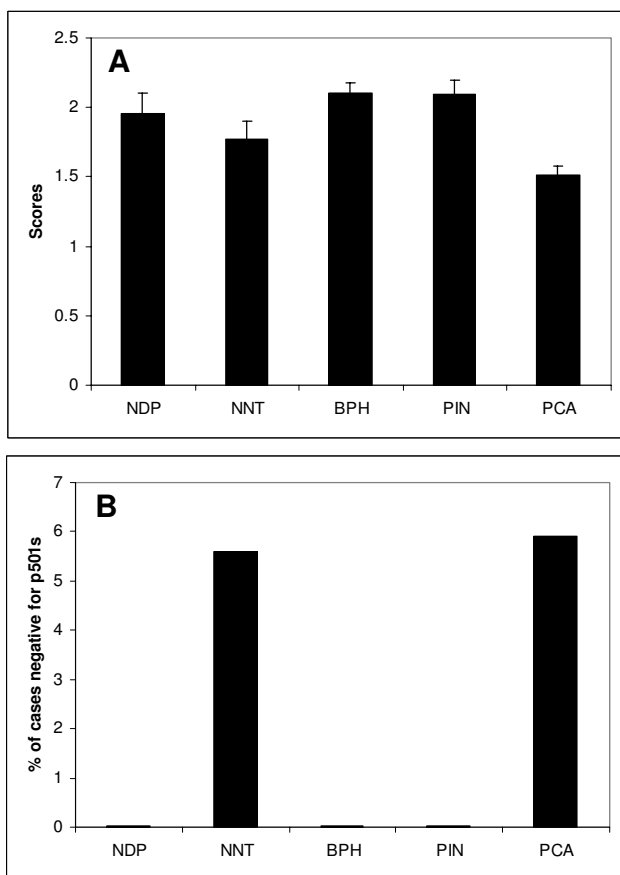 A
2.5
2
1.5
1
0.5
0
Scores
NDP NNT BPH PIN PCA
B
7
6
5
4
3
2
1
0
% of cases negative for p501s
NDP NNT BPH PIN PCA